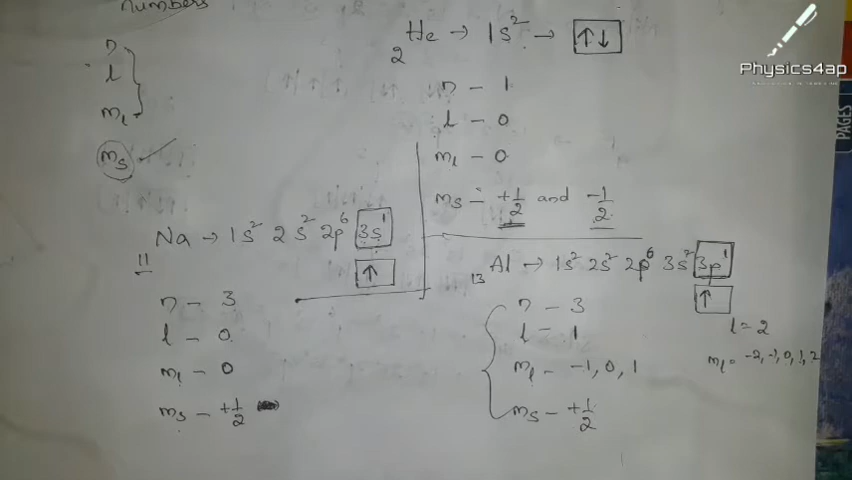 numbers
n
l
mₗ
mₛ
₂He → 1s² → ↑↓
n - 1
l - 0
mₗ - 0
mₛ - +1/2 and -1/2
Na → 1s² 2s² 2p⁶ 3s¹
11
↑
n - 3
l - 0
mₗ - 0
mₛ - +1/2
₁₃Al → 1s² 2s² 2p⁶ 3s² 3p¹
↑
n - 3
l - 1
mₗ - -1, 0, 1
mₛ - +1/2
l = 2
mₗ = -2, -1, 0, 1, 2
Physics4ap
PAGES